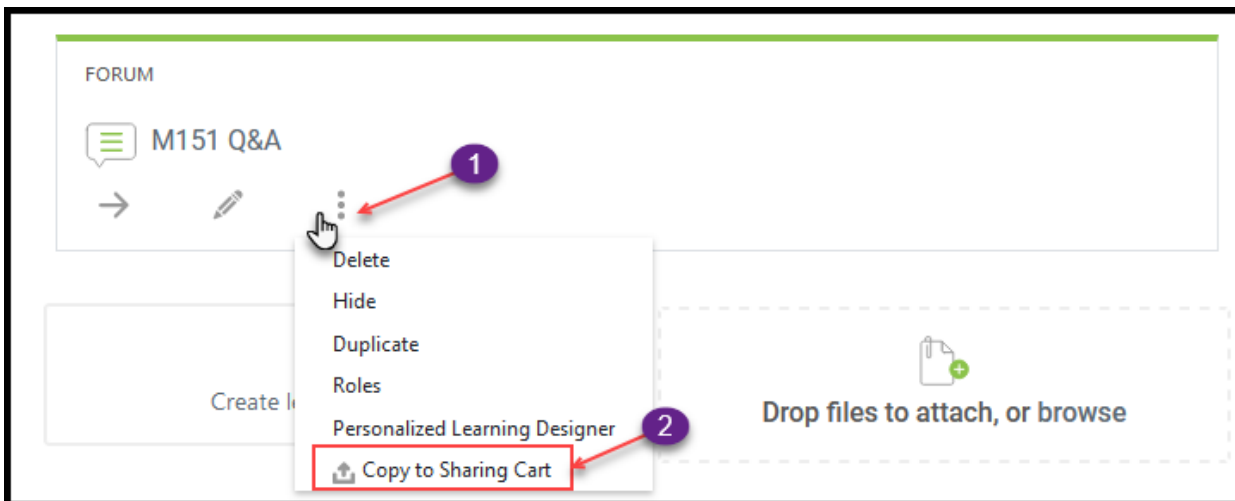 FORUM
M151 Q&A
1
Delete
Hide
Duplicate
Roles
Personalized Learning Designer
2
Copy to Sharing Cart
Create l
Drop files to attach, or browse